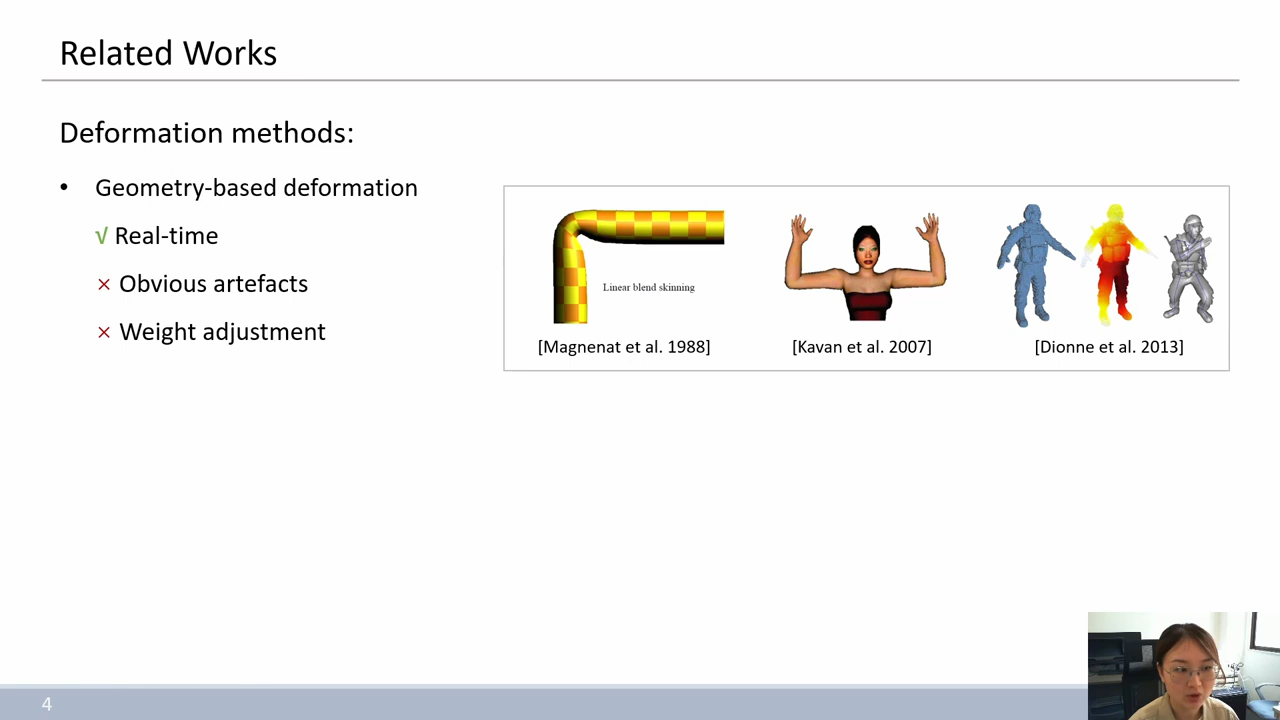 Related Works
Deformation methods:
• Geometry-based deformation
√ Real-time
× Obvious artefacts
× Weight adjustment
Linear blend skinning
[Magnenat et al. 1988]
[Kavan et al. 2007]
[Dionne et al. 2013]
4